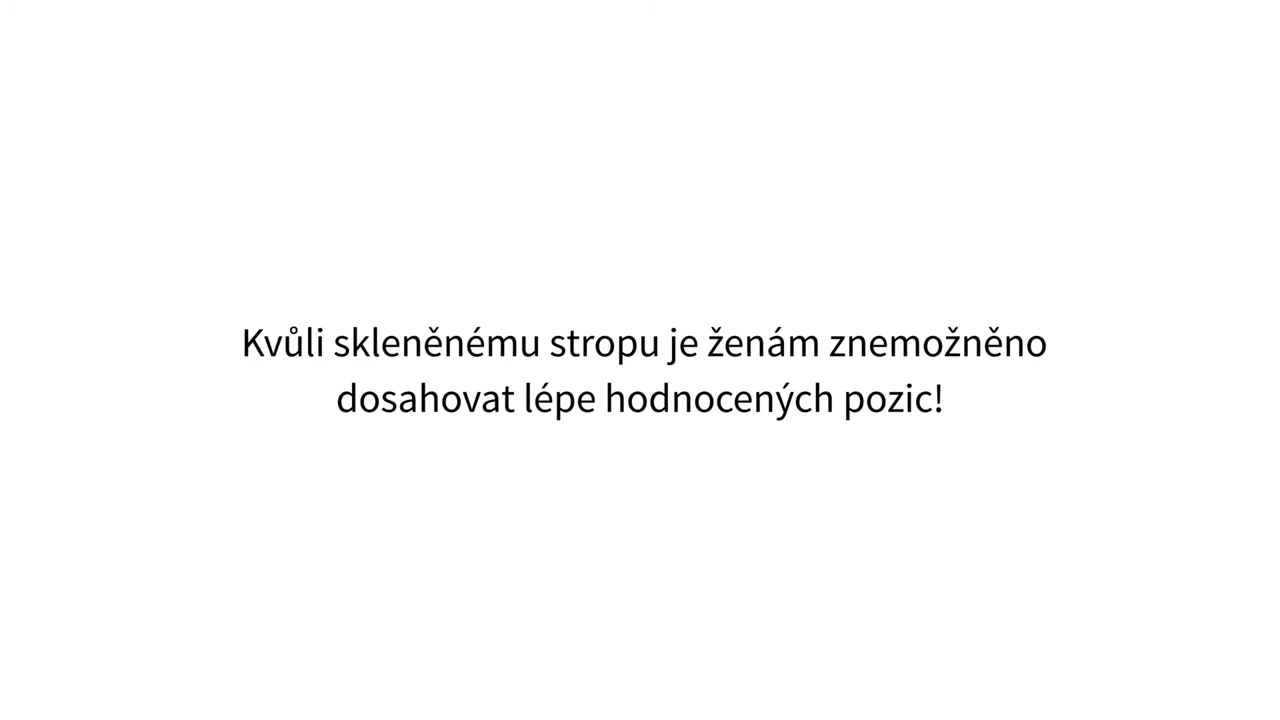 Kvůli skleněnému stropu je ženám znemožněno
dosahovat lépe hodnocených pozic!